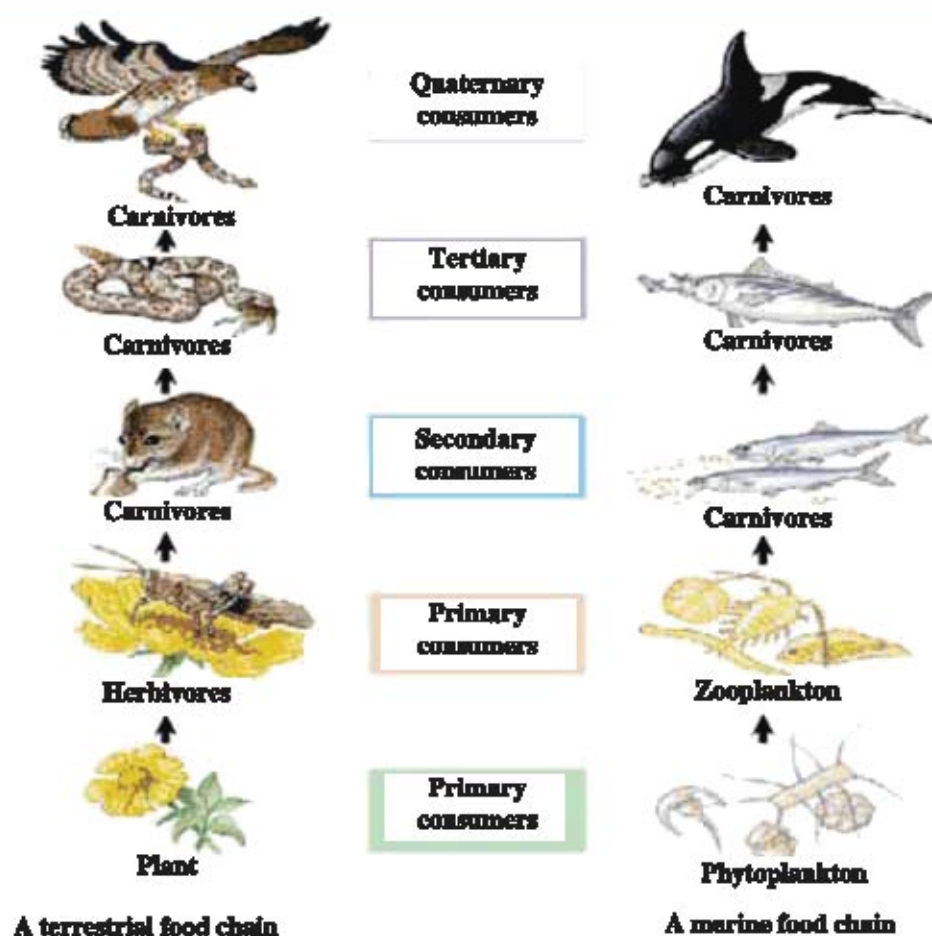 Quaternary
consumers
Carnivores
Carnivores
Tertiary
consumers
Carnivores
Carnivores
Secondary
consumers
Carnivores
Carnivores
Primary
consumers
Herbivores
Zooplankton
Primary
consumers
Plant
Phytoplankton
A terrestrial food chain
A marine food chain